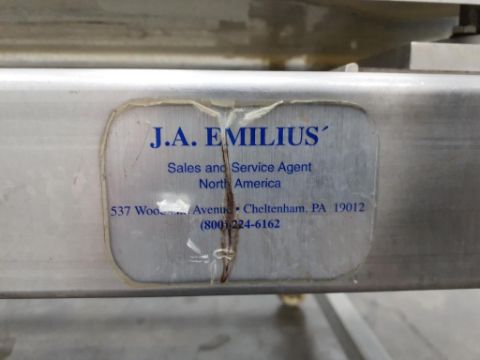 J.A. EMILIUS´
Sales and Service Agent
North America
537 Avenue • Cheltenham, PA 19012
(800) 224-6162